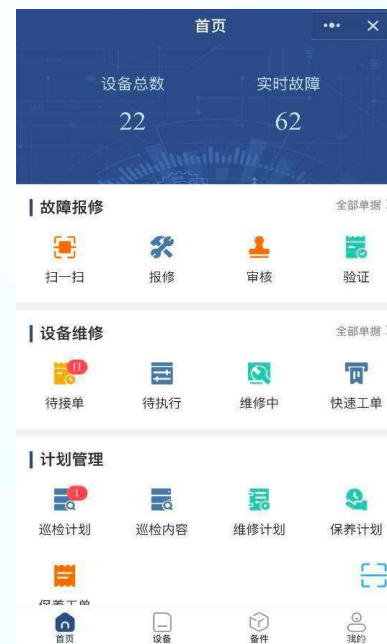 首页
设备总数 实时故障
22 62
故障报修 全部单据
扫一扫 报修 审核 验证
设备维修 全部单据
11
待接单 待执行 维修中 快速工单
计划管理
1
巡检计划 巡检内容 维修计划 保养计划
保养工单
首页 设备 备件 我的